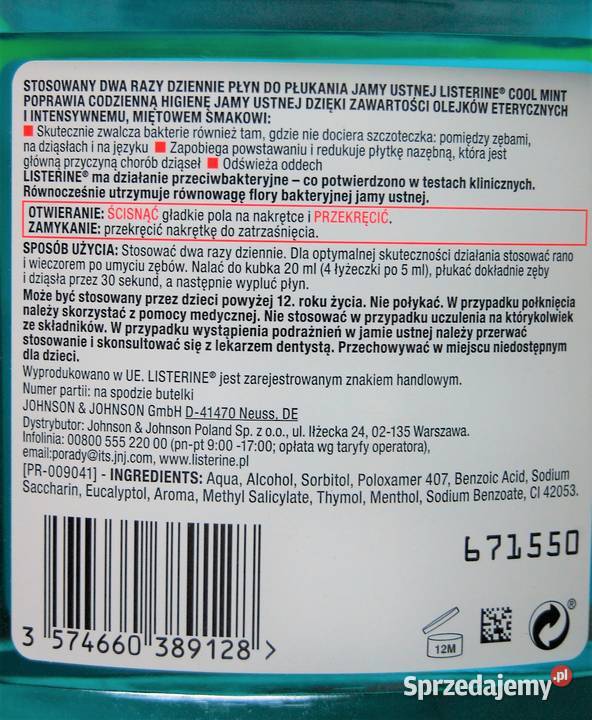 STOSOWANY DWA RAZY DZIENNIE PŁYN DO PŁUKANIA JAMY USTNEJ LISTERINE® COOL MINT
POPRAWIA CODZIENNĄ HIGIENĘ JAMY USTNEJ DZIĘKI ZAWARTOŚCI OLEJKÓW ETERYCZNYCH
I INTENSYWNEMU, MIĘTOWEM SMAKOWI:
■ Skutecznie zwalcza bakterie również tam, gdzie nie dociera szczoteczka: pomiędzy zębami,
na dziąsłach i na języku ■ Zapobiega powstawaniu i redukuje płytkę nazębną, która jest
główną przyczyną chorób dziąseł ■ Odświeża oddech
LISTERINE® ma działanie przeciwbakteryjne – co potwierdzono w testach klinicznych.
Równocześnie utrzymuje równowagę flory bakteryjnej jamy ustnej.
OTWIERANIE: ŚCISNĄĆ gładkie pola na nakrętce i PRZEKRĘCIĆ.
ZAMYKANIE: przekręcić nakrętkę do zatrzaśnięcia.
SPOSÓB UŻYCIA: Stosować dwa razy dziennie. Dla optymalnej skuteczności działania stosować rano
i wieczorem po umyciu zębów. Nalać do kubka 20 ml (4 łyżeczki po 5 ml), płukać dokładnie zęby
i dziąsła przez 30 sekund, a następnie wypluć płyn.
Może być stosowany przez dzieci powyżej 12. roku życia. Nie połykać. W przypadku połknięcia
należy skorzystać z pomocy medycznej. Nie stosować w przypadku uczulenia na którykolwiek
ze składników. W przypadku wystąpienia podrażnień w jamie ustnej należy przerwać
stosowanie i skonsultować się z lekarzem dentystą. Przechowywać w miejscu niedostępnym
dla dzieci.
Wyprodukowano w UE. LISTERINE® jest zarejestrowanym znakiem handlowym.
Numer partii: na spodzie butelki
JOHNSON & JOHNSON GmbH D-41470 Neuss, DE
Dystrybutor: Johnson & Johnson Poland Sp. z o.o., ul. Iłżecka 24, 02-135 Warszawa.
Infolinia: 00800 555 220 00 (pn-pt 9:00 -17:00; opłata wg taryfy operatora),
email:porady@its.jnj.com, www.listerine.pl
[PR-009041] - INGREDIENTS: Aqua, Alcohol, Sorbitol, Poloxamer 407, Benzoic Acid, Sodium
Saccharin, Eucalyptol, Aroma, Methyl Salicylate, Thymol, Menthol, Sodium Benzoate, CI 42053.
671550
3 574660 389128 >
12M
®
Sprzedajemy.pl